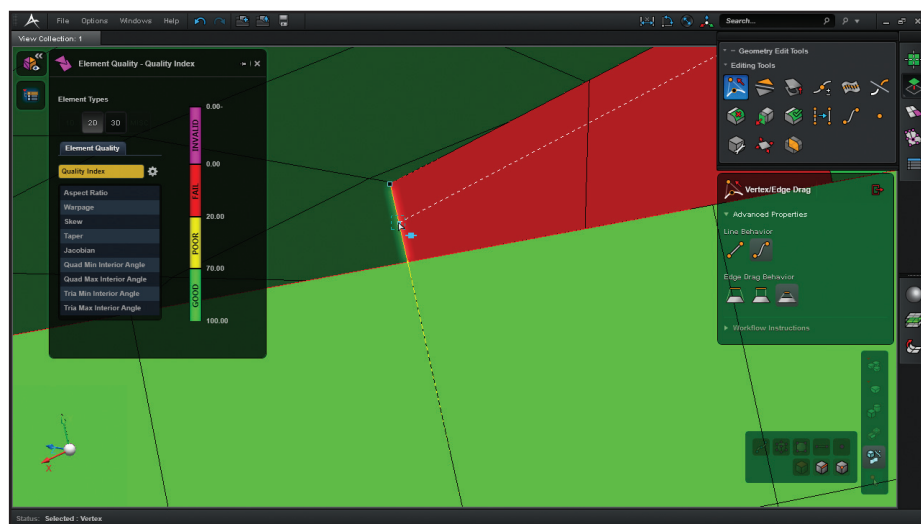 File Options Windows Help
Search...
View Collection: 1
Element Quality - Quality Index
Element Types
2D 3D
Element Quality
Quality Index
Aspect Ratio
Warpage
Skew
Taper
Jacobian
Quad Min Interior Angle
Quad Max Interior Angle
Tria Min Interior Angle
Tria Max Interior Angle
0.00-
INVALID
0.00
FAIL
20.00
POOR
70.00
GOOD
100.00
Geometry Edit Tools
Editing Tools
Vertex/Edge Drag
Advanced Properties
Line Behavior
Edge Drag Behavior
Workflow Instructions
X
Status: Selected : Vertex